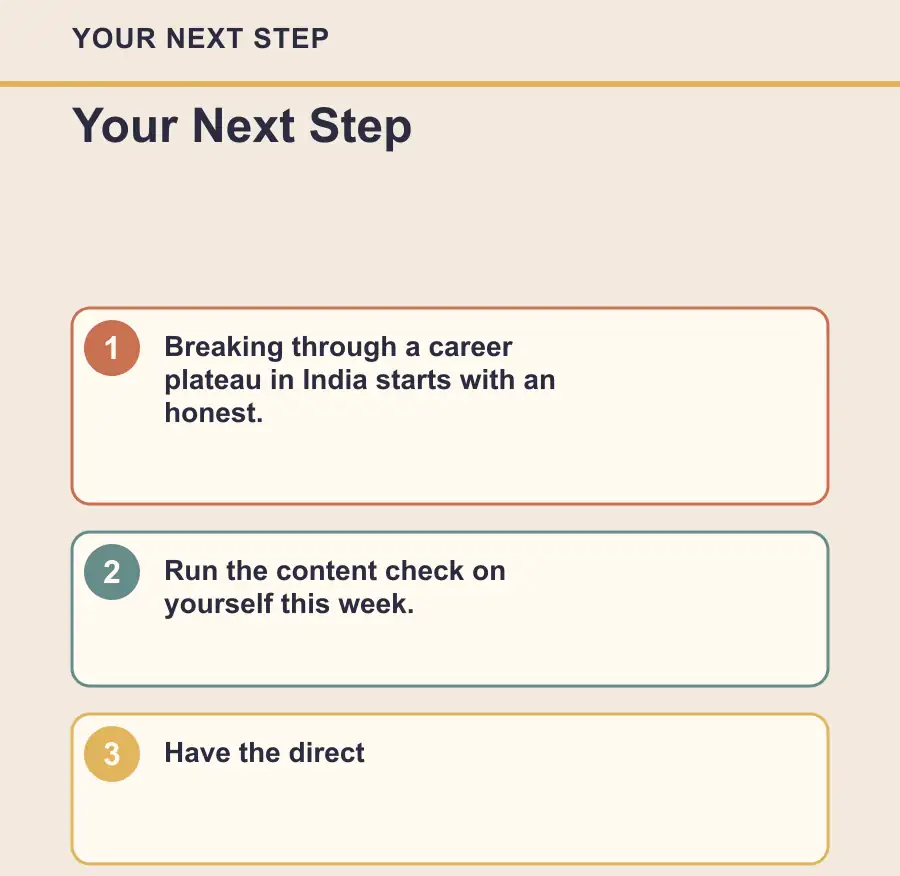 YOUR NEXT STEP
Your Next Step
1
Breaking through a career
plateau in India starts with an
honest.
2
Run the content check on
yourself this week.
3
Have the direct